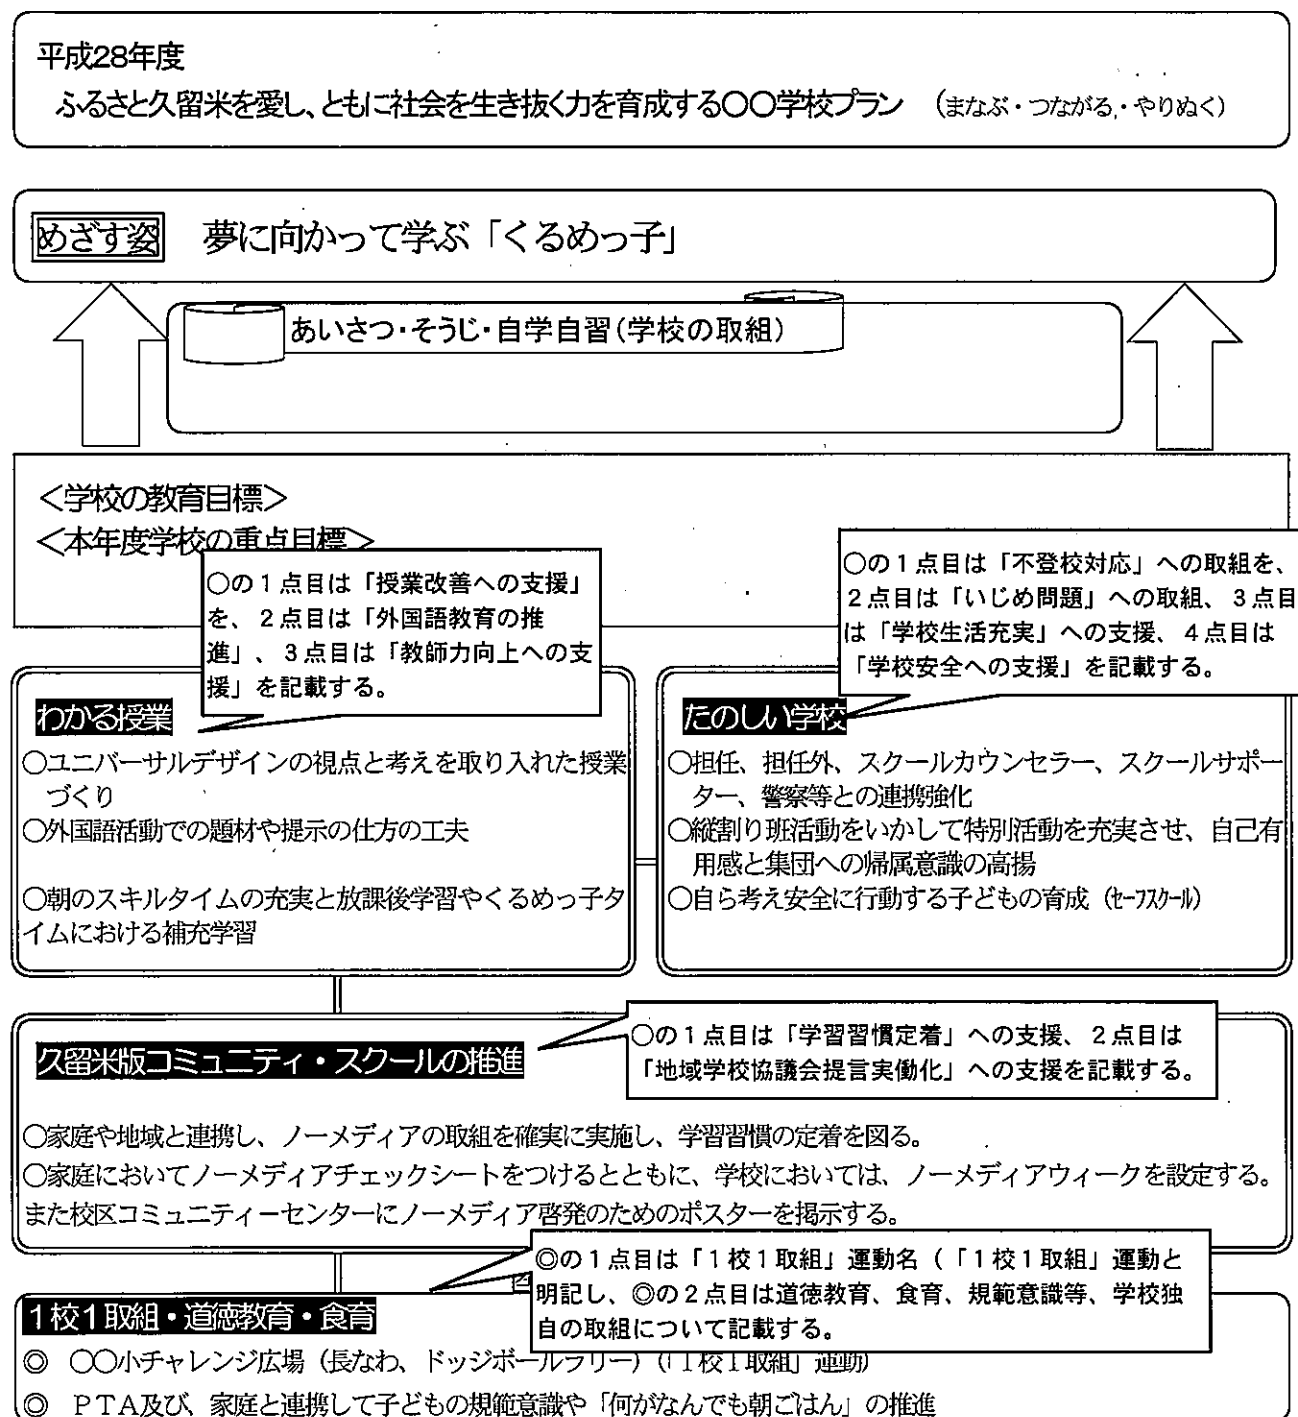 平成28年度
ふるさと久留米を愛し、ともに社会を生き抜く力を育成する〇〇学校プラン （まなぶ・つながる・やりぬく）
めざす姿 夢に向かって学ぶ「くるめっ子」
あいさつ・そうじ・自学自習(学校の取組)
＜学校の教育目標＞
＜本年度学校の重点目標＞
○の１点目は「授業改善への支援」
を、２点目は「外国語教育の推
進」、３点目は「教師力向上への支
援」を記載する。
○の１点目は「不登校対応」への取組を、
２点目は「いじめ問題」への取組、３点目
は「学校生活充実」への支援、４点目は
「学校安全への支援」を記載する。
わかる授業
○ユニバーサルデザインの視点と考えを取り入れた授業
づくり
○外国語活動での題材や提示の仕方の工夫
○朝のスキルタイムの充実と放課後学習やくるめっ子タ
イムにおける補充学習
たのしい学校
○担任、担任外、スクールカウンセラー、スクールサポー
ター、警察等との連携強化
○縦割り班活動をいかして特別活動を充実させ、自己有
用感と集団への帰属意識の高揚
○自ら考え安全に行動する子どもの育成（ｾｰﾌｽｸｰﾙ）
久留米版コミュニティ・スクールの推進
○の１点目は「学習習慣定着」への支援、２点目は
「地域学校協議会提言実働化」への支援を記載する。
○家庭や地域と連携し、ノーメディアの取組を確実に実施し、学習習慣の定着を図る。
○家庭においてノーメディアチェックシートをつけるとともに、学校においては、ノーメディアウィークを設定する。
また校区コミュニティーセンターにノーメディア啓発のためのポスターを掲示する。
◎の１点目は「１校１取組」運動名（「１校１取組」運動と
明記し、◎の２点目は道徳教育、食育、規範意識等、学校独
自の取組について記載する。
１校１取組・道徳教育・食育
◎ 〇〇小チャレンジ広場（長なわ、ドッジボールラリー）（「１校１取組」運動）
◎ ＰＴＡ及び、家庭と連携して子どもの規範意識や「何がなんでも朝ごはん」の推進